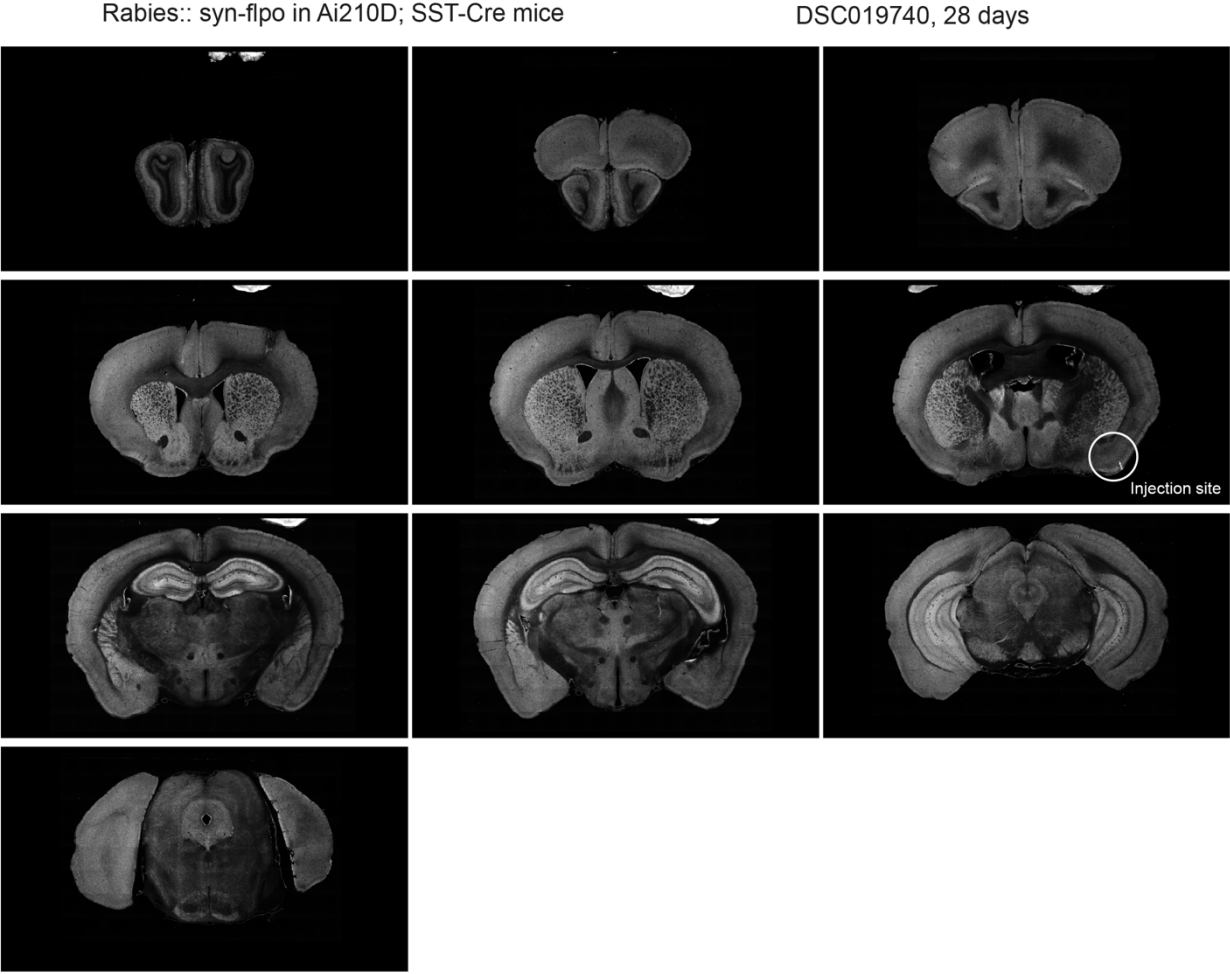 Rabies:: syn-flpo in Ai210D; SST-Cre mice
DSC019740, 28 days
Injection site